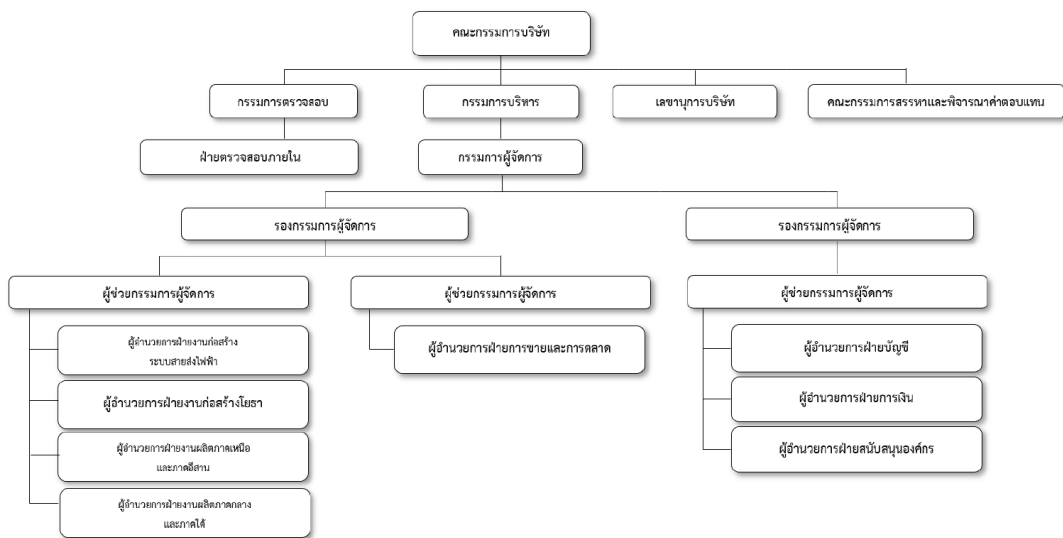 คณะกรรมการบริษัท
กรรมการตรวจสอบ
กรรมการบริหาร
เลขานุการบริษัท
คณะกรรมการสรรหาและพิจารณาค่าตอบแทน
ฝ่ายตรวจสอบภายใน
กรรมการผู้จัดการ
รองกรรมการผู้จัดการ
รองกรรมการผู้จัดการ
ผู้ช่วยกรรมการผู้จัดการ
ผู้ช่วยกรรมการผู้จัดการ
ผู้ช่วยกรรมการผู้จัดการ
ผู้อำนวยการฝ่ายงานก่อสร้าง
ระบบสายส่งไฟฟ้า
ผู้อำนวยการฝ่ายงานก่อสร้างโยธา
ผู้อำนวยการฝ่ายงานผลิตภาคเหนือ
และภาคอีสาน
ผู้อำนวยการฝ่ายงานผลิตภาคกลาง
และภาคใต้
ผู้อำนวยการฝ่ายการขายและการตลาด
ผู้อำนวยการฝ่ายบัญชี
ผู้อำนวยการฝ่ายการเงิน
ผู้อำนวยการฝ่ายสนับสนุนองค์กร